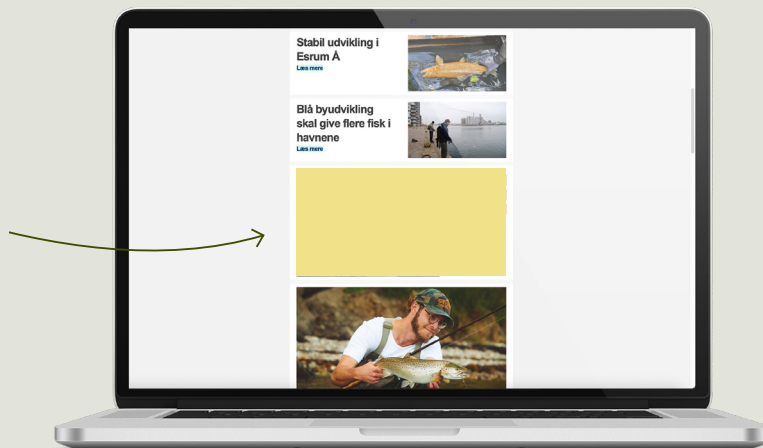 Stabil udvikling i
Esrum Å
Læs mere
Blå byudvikling
skal give flere fisk i
havnene
Læs mere